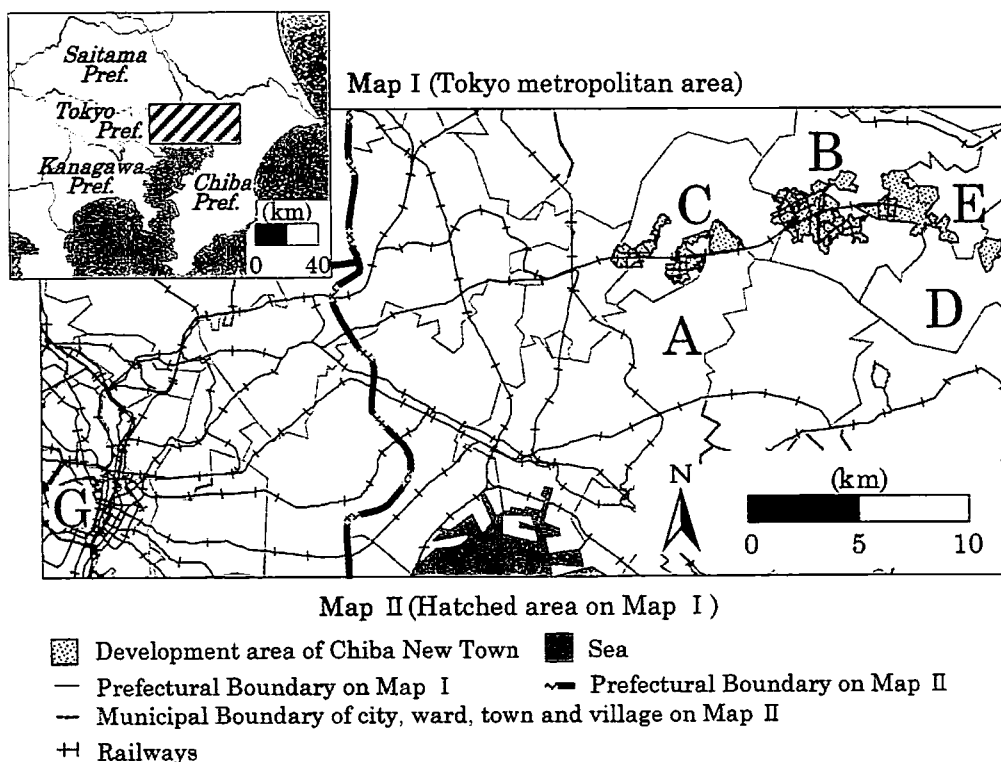 Saitama
Pref.
Tokyo
Pref.
Kanagawa
Pref.
Chiba
Pref.
(km)
0 40
Map I (Tokyo metropolitan area)
B
C
E
D
A
G
N
(km)
0 5 10
Map II (Hatched area on Map I)
Development area of Chiba New Town
Sea
Prefectural Boundary on Map I
Prefectural Boundary on Map II
Municipal Boundary of city, ward, town and village on Map II
Railways